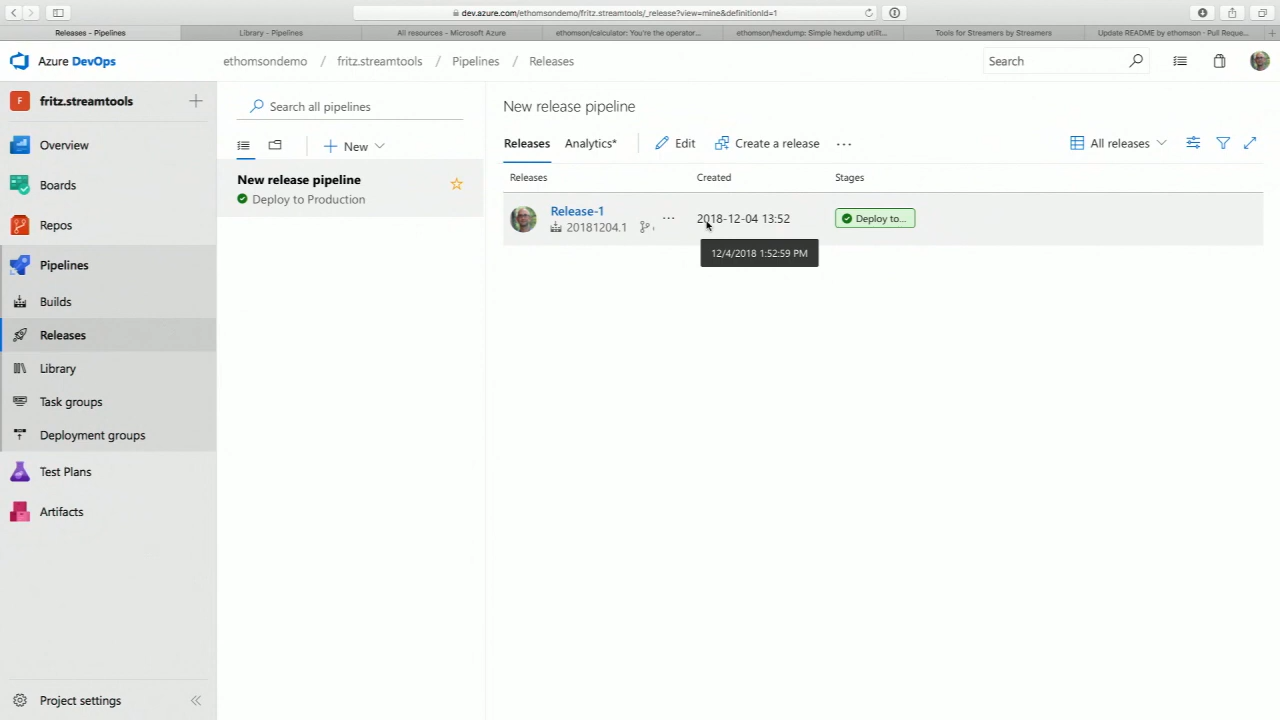 dev.azure.com/ethomsondemo/fritz.streamtools/_release?view=mine&definitionId=1
Releases - Pipelines
Library - Pipelines
All resources - Microsoft Azure
ethomson/calculator: You're the operator...
ethomson/hexdump: Simple hexdump utilit...
Tools for Streamers by Streamers
Update README by ethomson · Pull Reque...
Azure DevOps
ethomsondemo / fritz.streamtools / Pipelines / Releases
Search
F
fritz.streamtools
Overview
Boards
Repos
Pipelines
Builds
Releases
Library
Task groups
Deployment groups
Test Plans
Artifacts
Project settings
Search all pipelines
New
New release pipeline
Deploy to Production
New release pipeline
Releases
Analytics*
Edit
Create a release
All releases
Releases
Created
Stages
Release-1
20181204.1
2018-12-04 13:52
Deploy to...
12/4/2018 1:52:59 PM